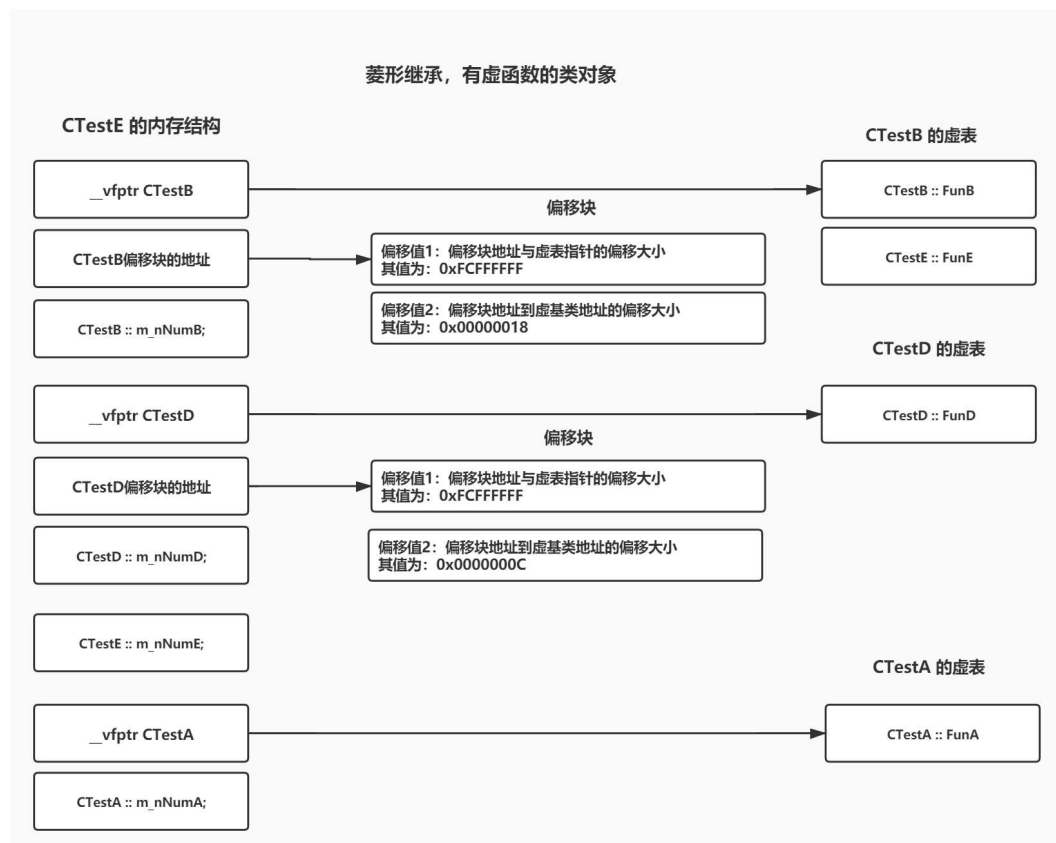 菱形继承，有虚函数的类对象
CTestE 的内存结构
CTestB 的虚表
__vfptr CTestB
CTestB :: FunB
偏移块
CTestB偏移块的地址
偏移值1：偏移块地址与虚表指针的偏移大小
其值为：0xFCFFFFFF
CTestE :: FunE
CTestB :: m_nNumB;
偏移值2：偏移块地址到虚基类地址的偏移大小
其值为：0x00000018
CTestD 的虚表
__vfptr CTestD
CTestD :: FunD
偏移块
CTestD偏移块的地址
偏移值1：偏移块地址与虚表指针的偏移大小
其值为：0xFCFFFFFF
CTestD :: m_nNumD;
偏移值2：偏移块地址到虚基类地址的偏移大小
其值为：0x0000000C
CTestE :: m_nNumE;
CTestA 的虚表
__vfptr CTestA
CTestA :: FunA
CTestA :: m_nNumA;